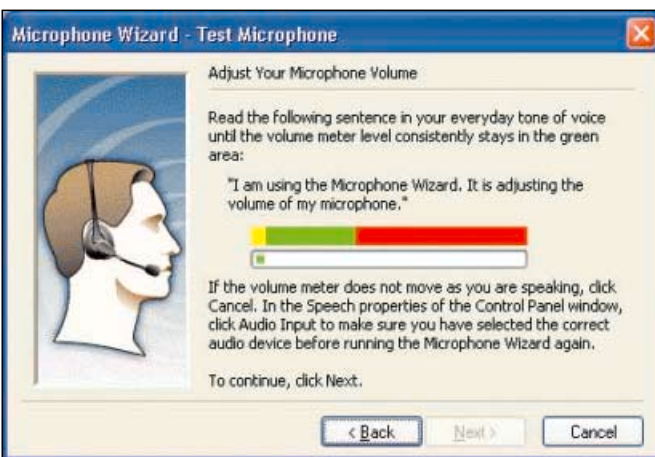 Microphone Wizard - Test Microphone
Adjust Your Microphone Volume
Read the following sentence in your everyday tone of voice
until the volume meter level consistently stays in the green
area:
"I am using the Microphone Wizard. It is adjusting the
volume of my microphone."
If the volume meter does not move as you are speaking, click
Cancel. In the Speech properties of the Control Panel window,
click Audio Input to make sure you have selected the correct
audio device before running the Microphone Wizard again.
To continue, click Next.
< Back Next > Cancel